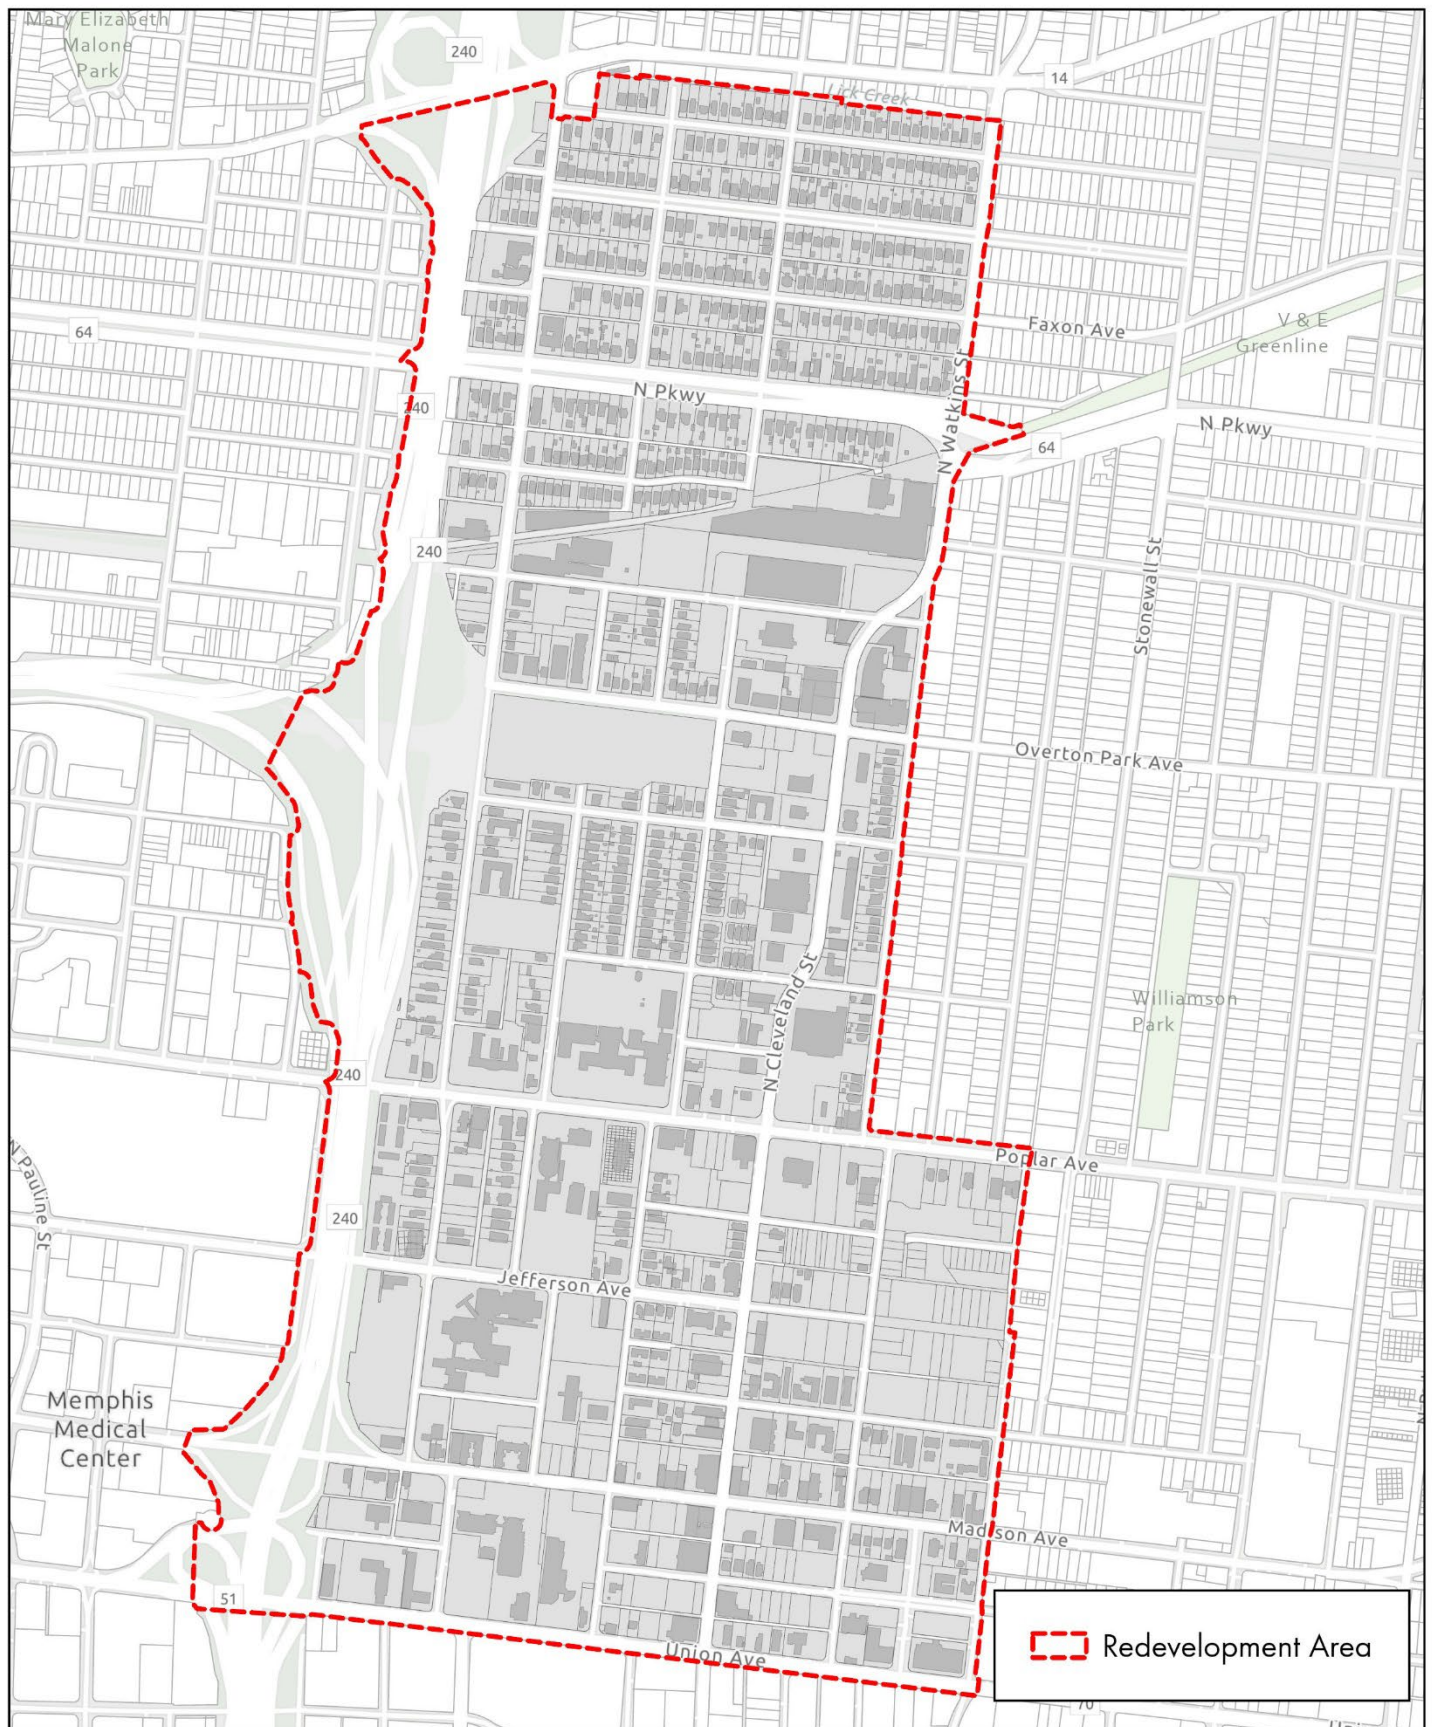 Mary Elizabeth
Malone
Park
240
14
Lick Creek
64
Faxon Ave
V & E
Greenline
N Pkwy
240
N Watkins St
N Pkwy
64
240
Stonewall St
Overton Park Ave
Williamson
Park
N Cleveland St
240
Poplar Ave
N Pauline St
240
Jefferson Ave
Memphis
Medical
Center
Madison Ave
51
Union Ave
Redevelopment Area
70